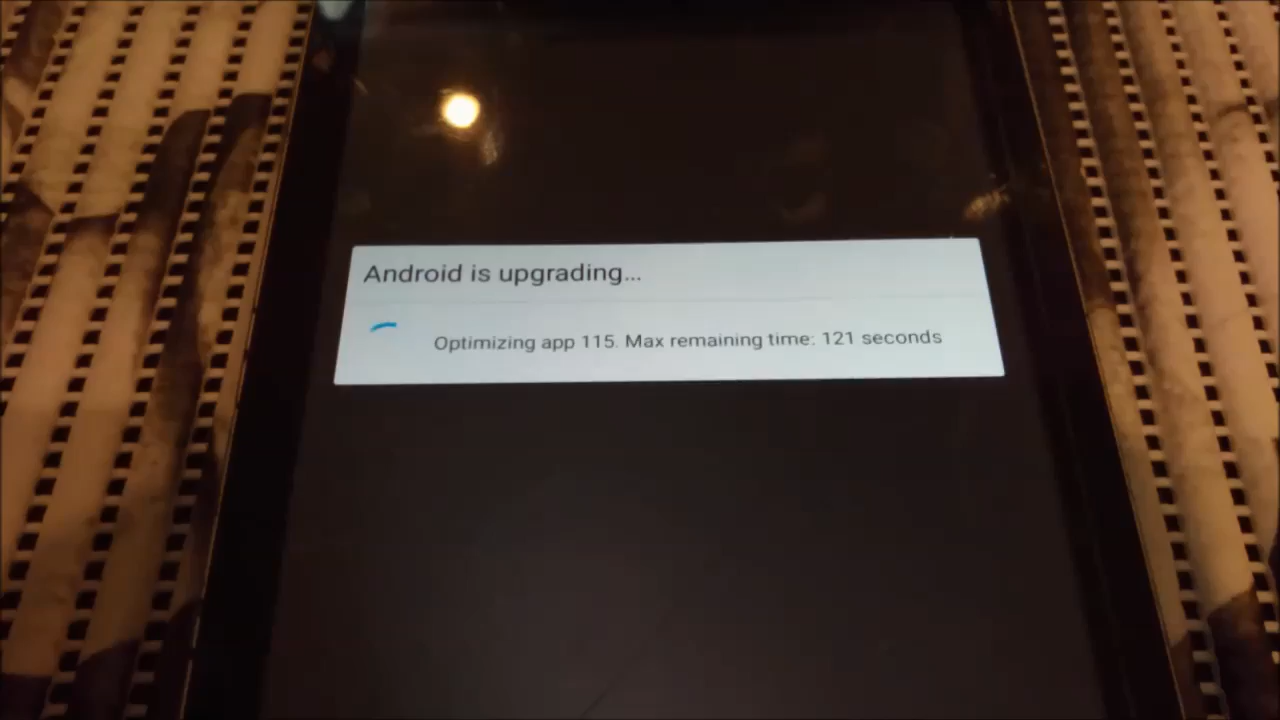 Android is upgrading...
Optimizing app 115. Max remaining time: 121 seconds